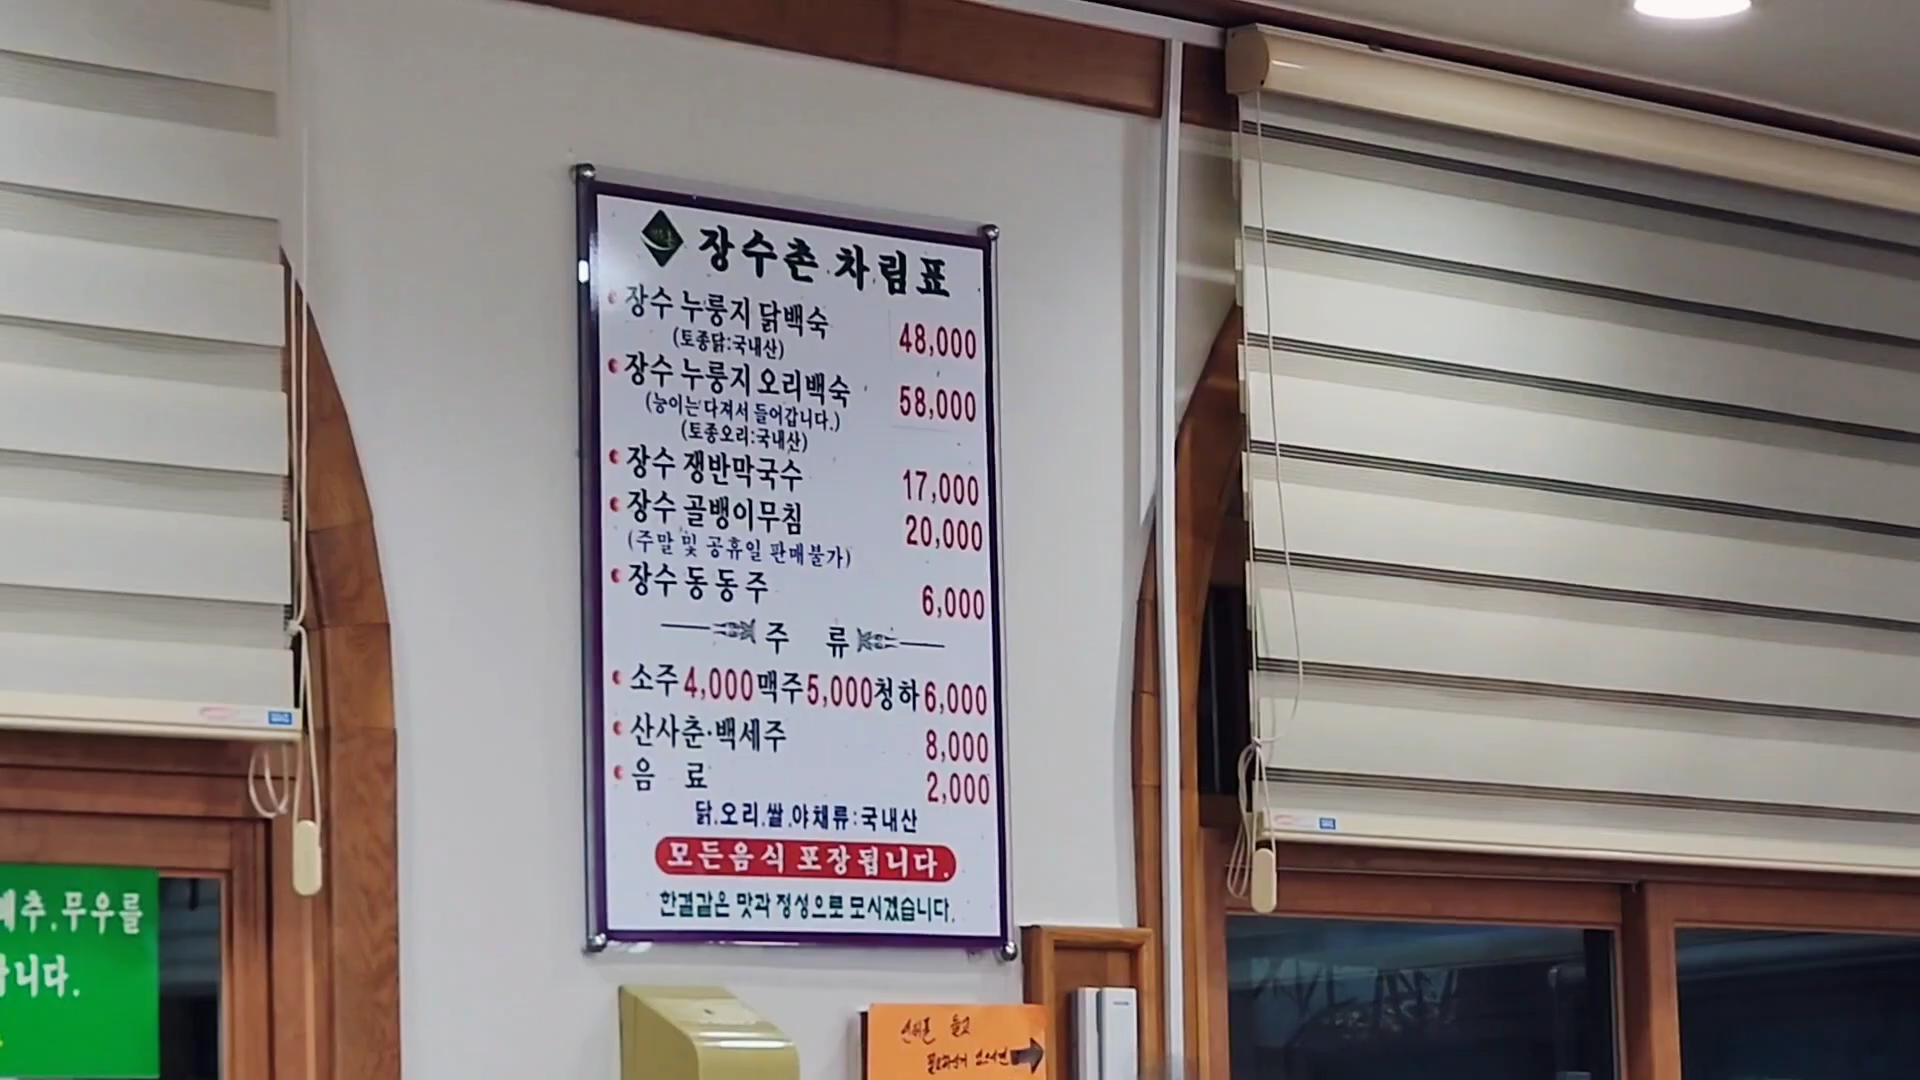 장수촌 차림표
장수 누룽지 닭백숙 48,000
(토종닭:국내산)
장수 누룽지 오리백숙 58,000
(능이는 다져서 들어갑니다.)
(토종오리:국내산)
장수 쟁반막국수 17,000
장수 골뱅이무침 20,000
(주말 및 공휴일 판매불가)
장수 동동주 6,000
주 류
소주 4,000 맥주 5,000 청하 6,000
산사춘·백세주 8,000
음 료 2,000
닭.오리.쌀.야채류:국내산
모든음식 포장됩니다.
한결같은 맛과 정성으로 모시겠습니다.
추.무우를
니다.